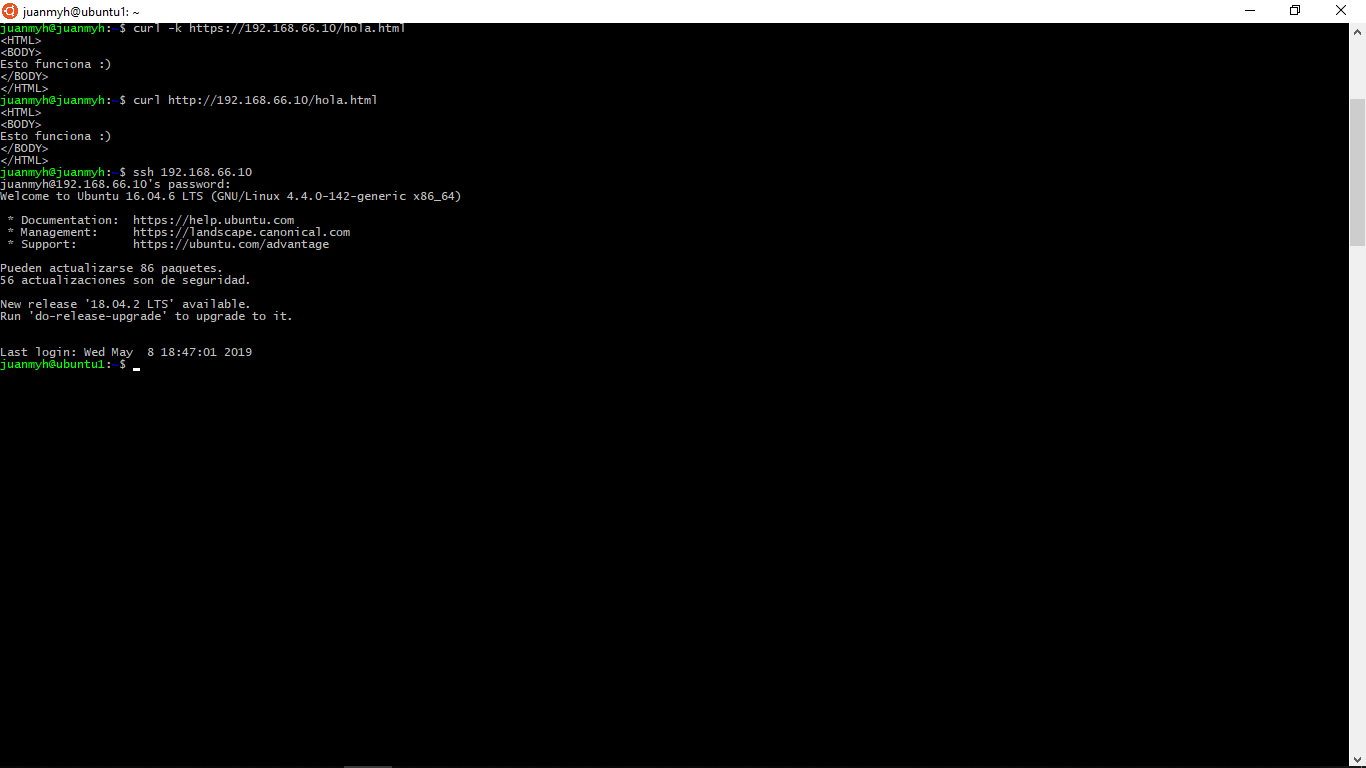 juanmyh@ubuntu1: ~
juanmyh@juanmyh:~$ curl -k https://192.168.66.10/hola.html
<HTML>
<BODY>
Esto funciona :)
</BODY>
</HTML>
juanmyh@juanmyh:~$ curl http://192.168.66.10/hola.html
<HTML>
<BODY>
Esto funciona :)
</BODY>
</HTML>
juanmyh@juanmyh:~$ ssh 192.168.66.10
juanmyh@192.168.66.10's password:
Welcome to Ubuntu 16.04.6 LTS (GNU/Linux 4.4.0-142-generic x86_64)
* Documentation:  https://help.ubuntu.com
* Management:     https://landscape.canonical.com
* Support:        https://ubuntu.com/advantage
Pueden actualizarse 86 paquetes.
56 actualizaciones son de seguridad.
New release '18.04.2 LTS' available.
Run 'do-release-upgrade' to upgrade to it.
Last login: Wed May  8 18:47:01 2019
juanmyh@ubuntu1:~$